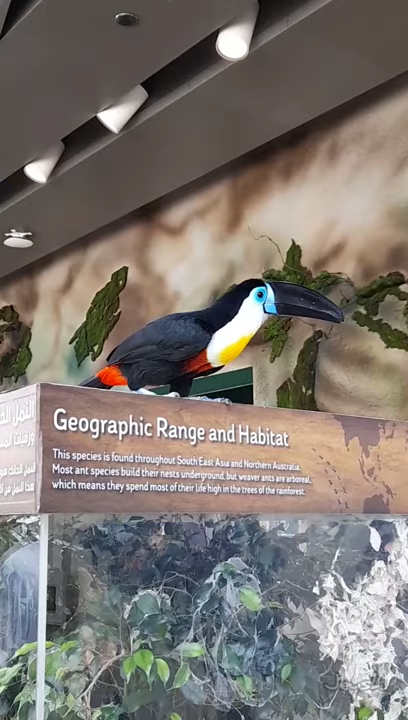 Geographic Range and Habitat
This species is found throughout South East Asia and Northern Australia.
Most ant species build their nests underground, but weaver ants are arboreal,
which means they spend most of their life high in the trees of the rainforest.